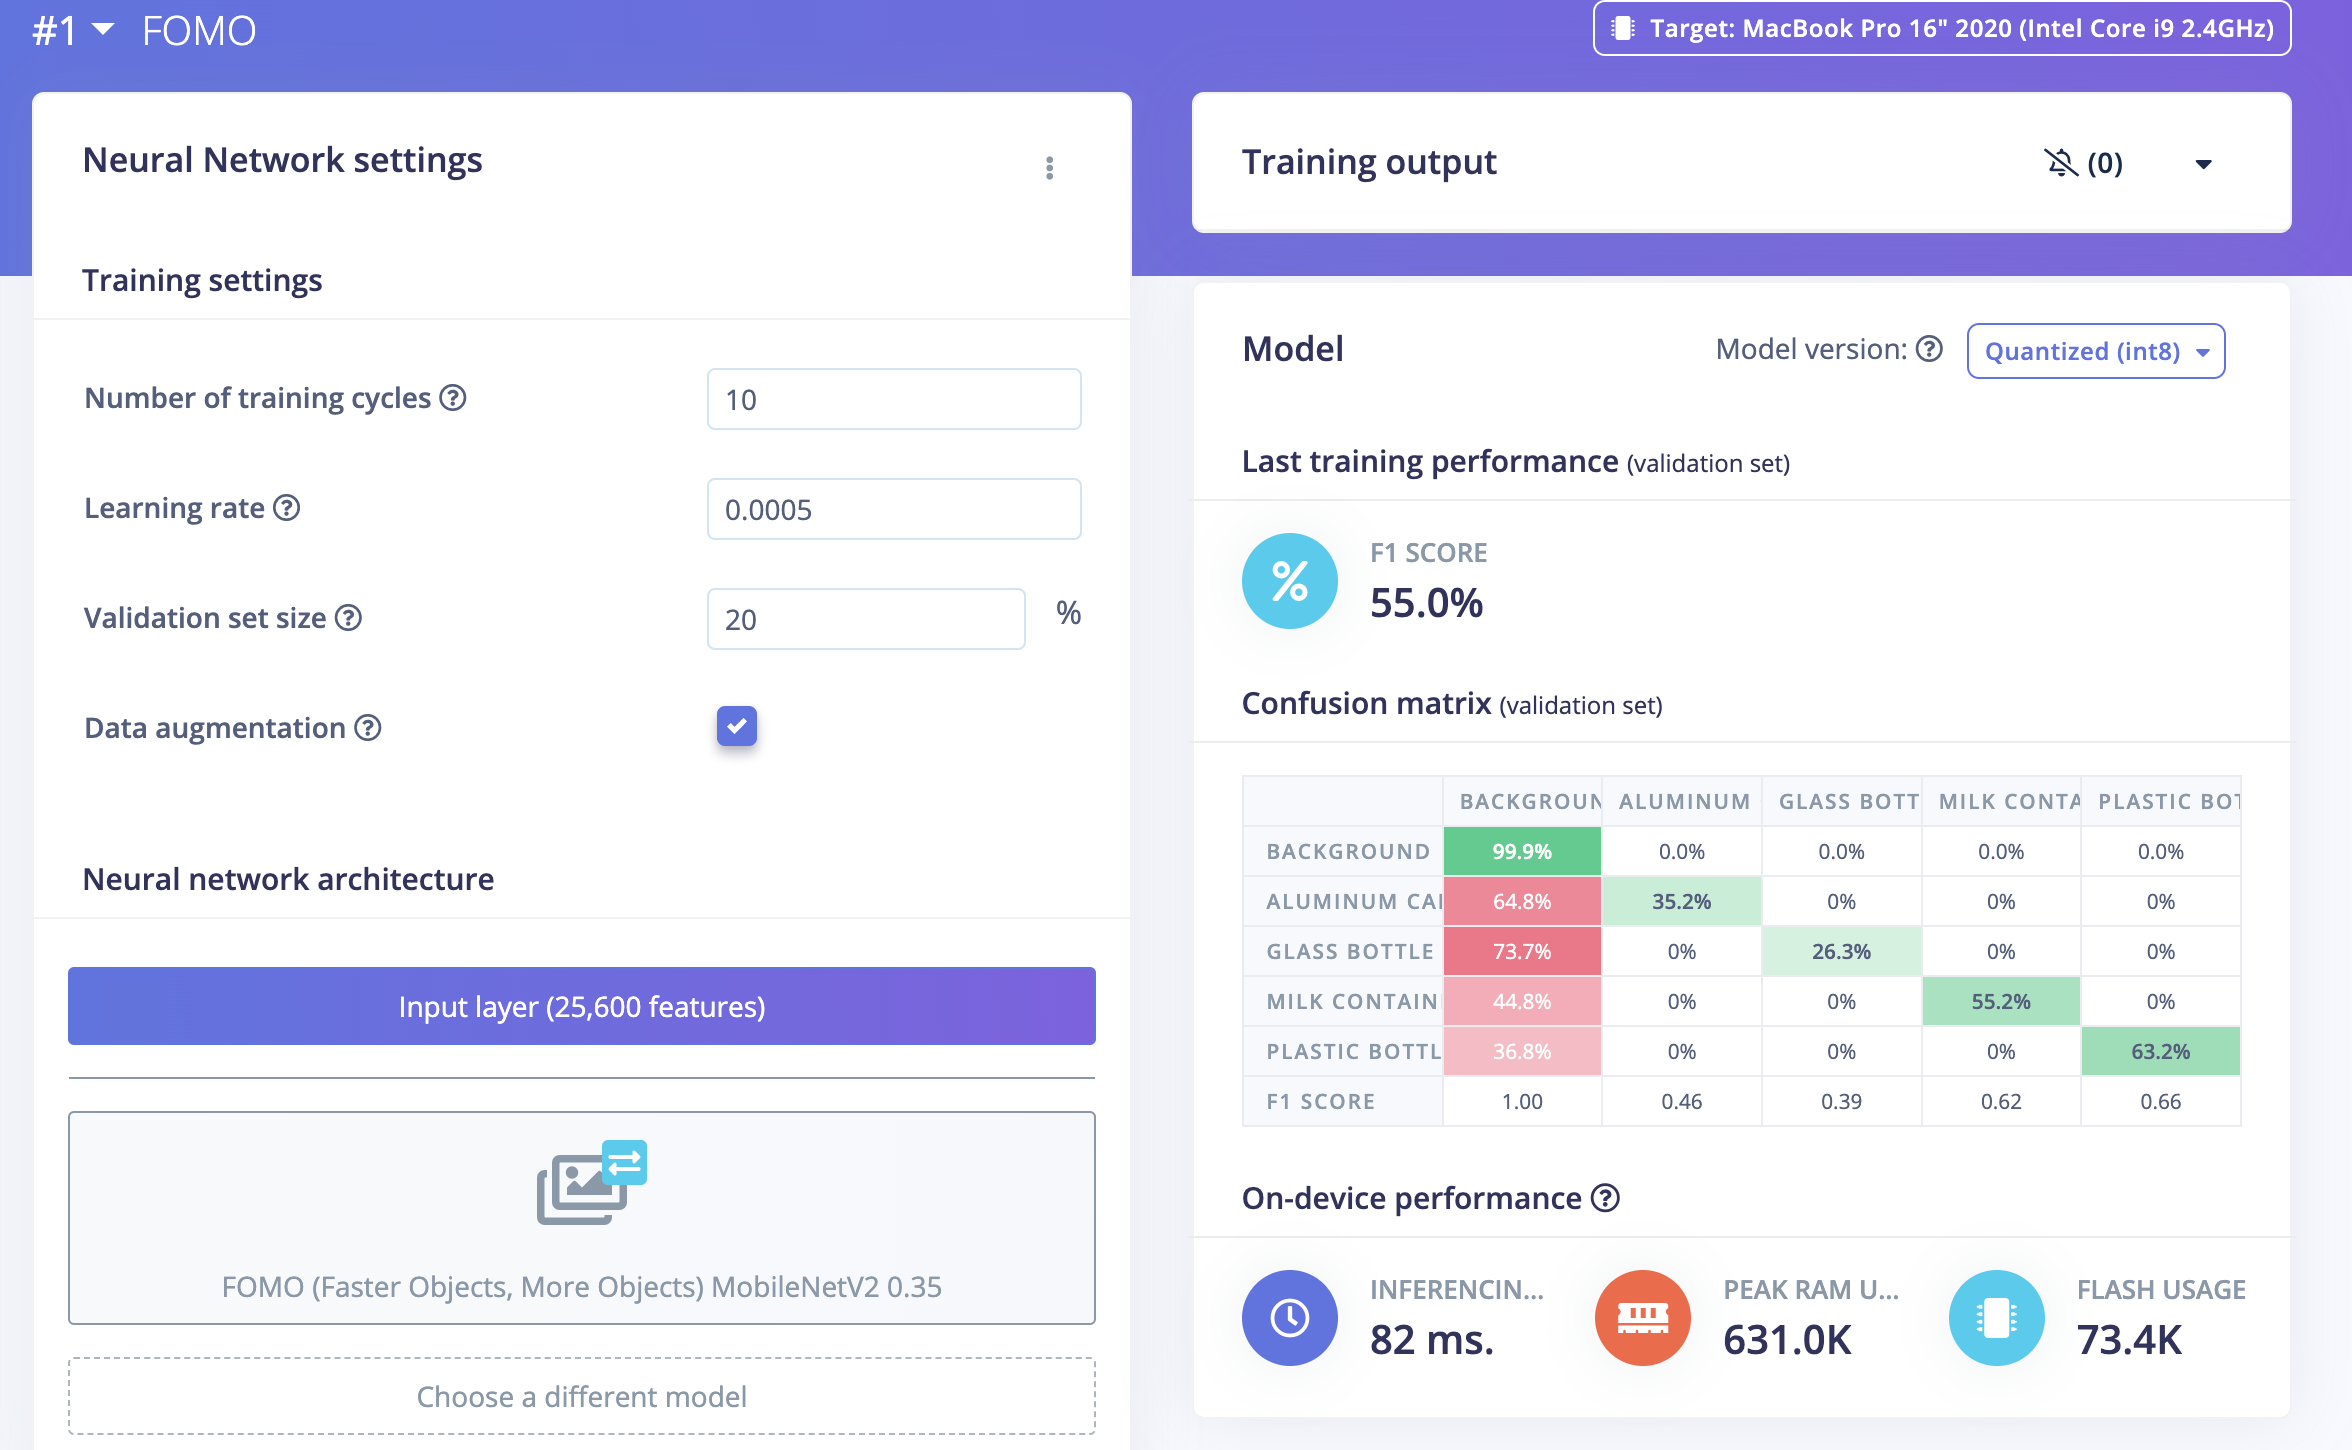 #1 FOMO
Target: MacBook Pro 16" 2020 (Intel Core i9 2.4GHz)
Neural Network settings
Training settings
Number of training cycles ?
10
Learning rate ?
0.0005
Validation set size ?
20 %
Data augmentation ?
Neural network architecture
Input layer (25,600 features)
FOMO (Faster Objects, More Objects) MobileNetV2 0.35
Choose a different model
Training output
(0)
Model
Model version: ? Quantized (int8)
Last training performance (validation set)
%
F1 SCORE
55.0%
Confusion matrix (validation set)
BACKGROUN ALUMINUM GLASS BOTT MILK CONTA PLASTIC BOT
BACKGROUND 99.9% 0.0% 0.0% 0.0% 0.0%
ALUMINUM CAI 64.8% 35.2% 0% 0% 0%
GLASS BOTTLE 73.7% 0% 26.3% 0% 0%
MILK CONTAIN 44.8% 0% 0% 55.2% 0%
PLASTIC BOTTL 36.8% 0% 0% 0% 63.2%
F1 SCORE 1.00 0.46 0.39 0.62 0.66
On-device performance ?
INFERENCIN...
82 ms.
PEAK RAM U...
631.0K
FLASH USAGE
73.4K